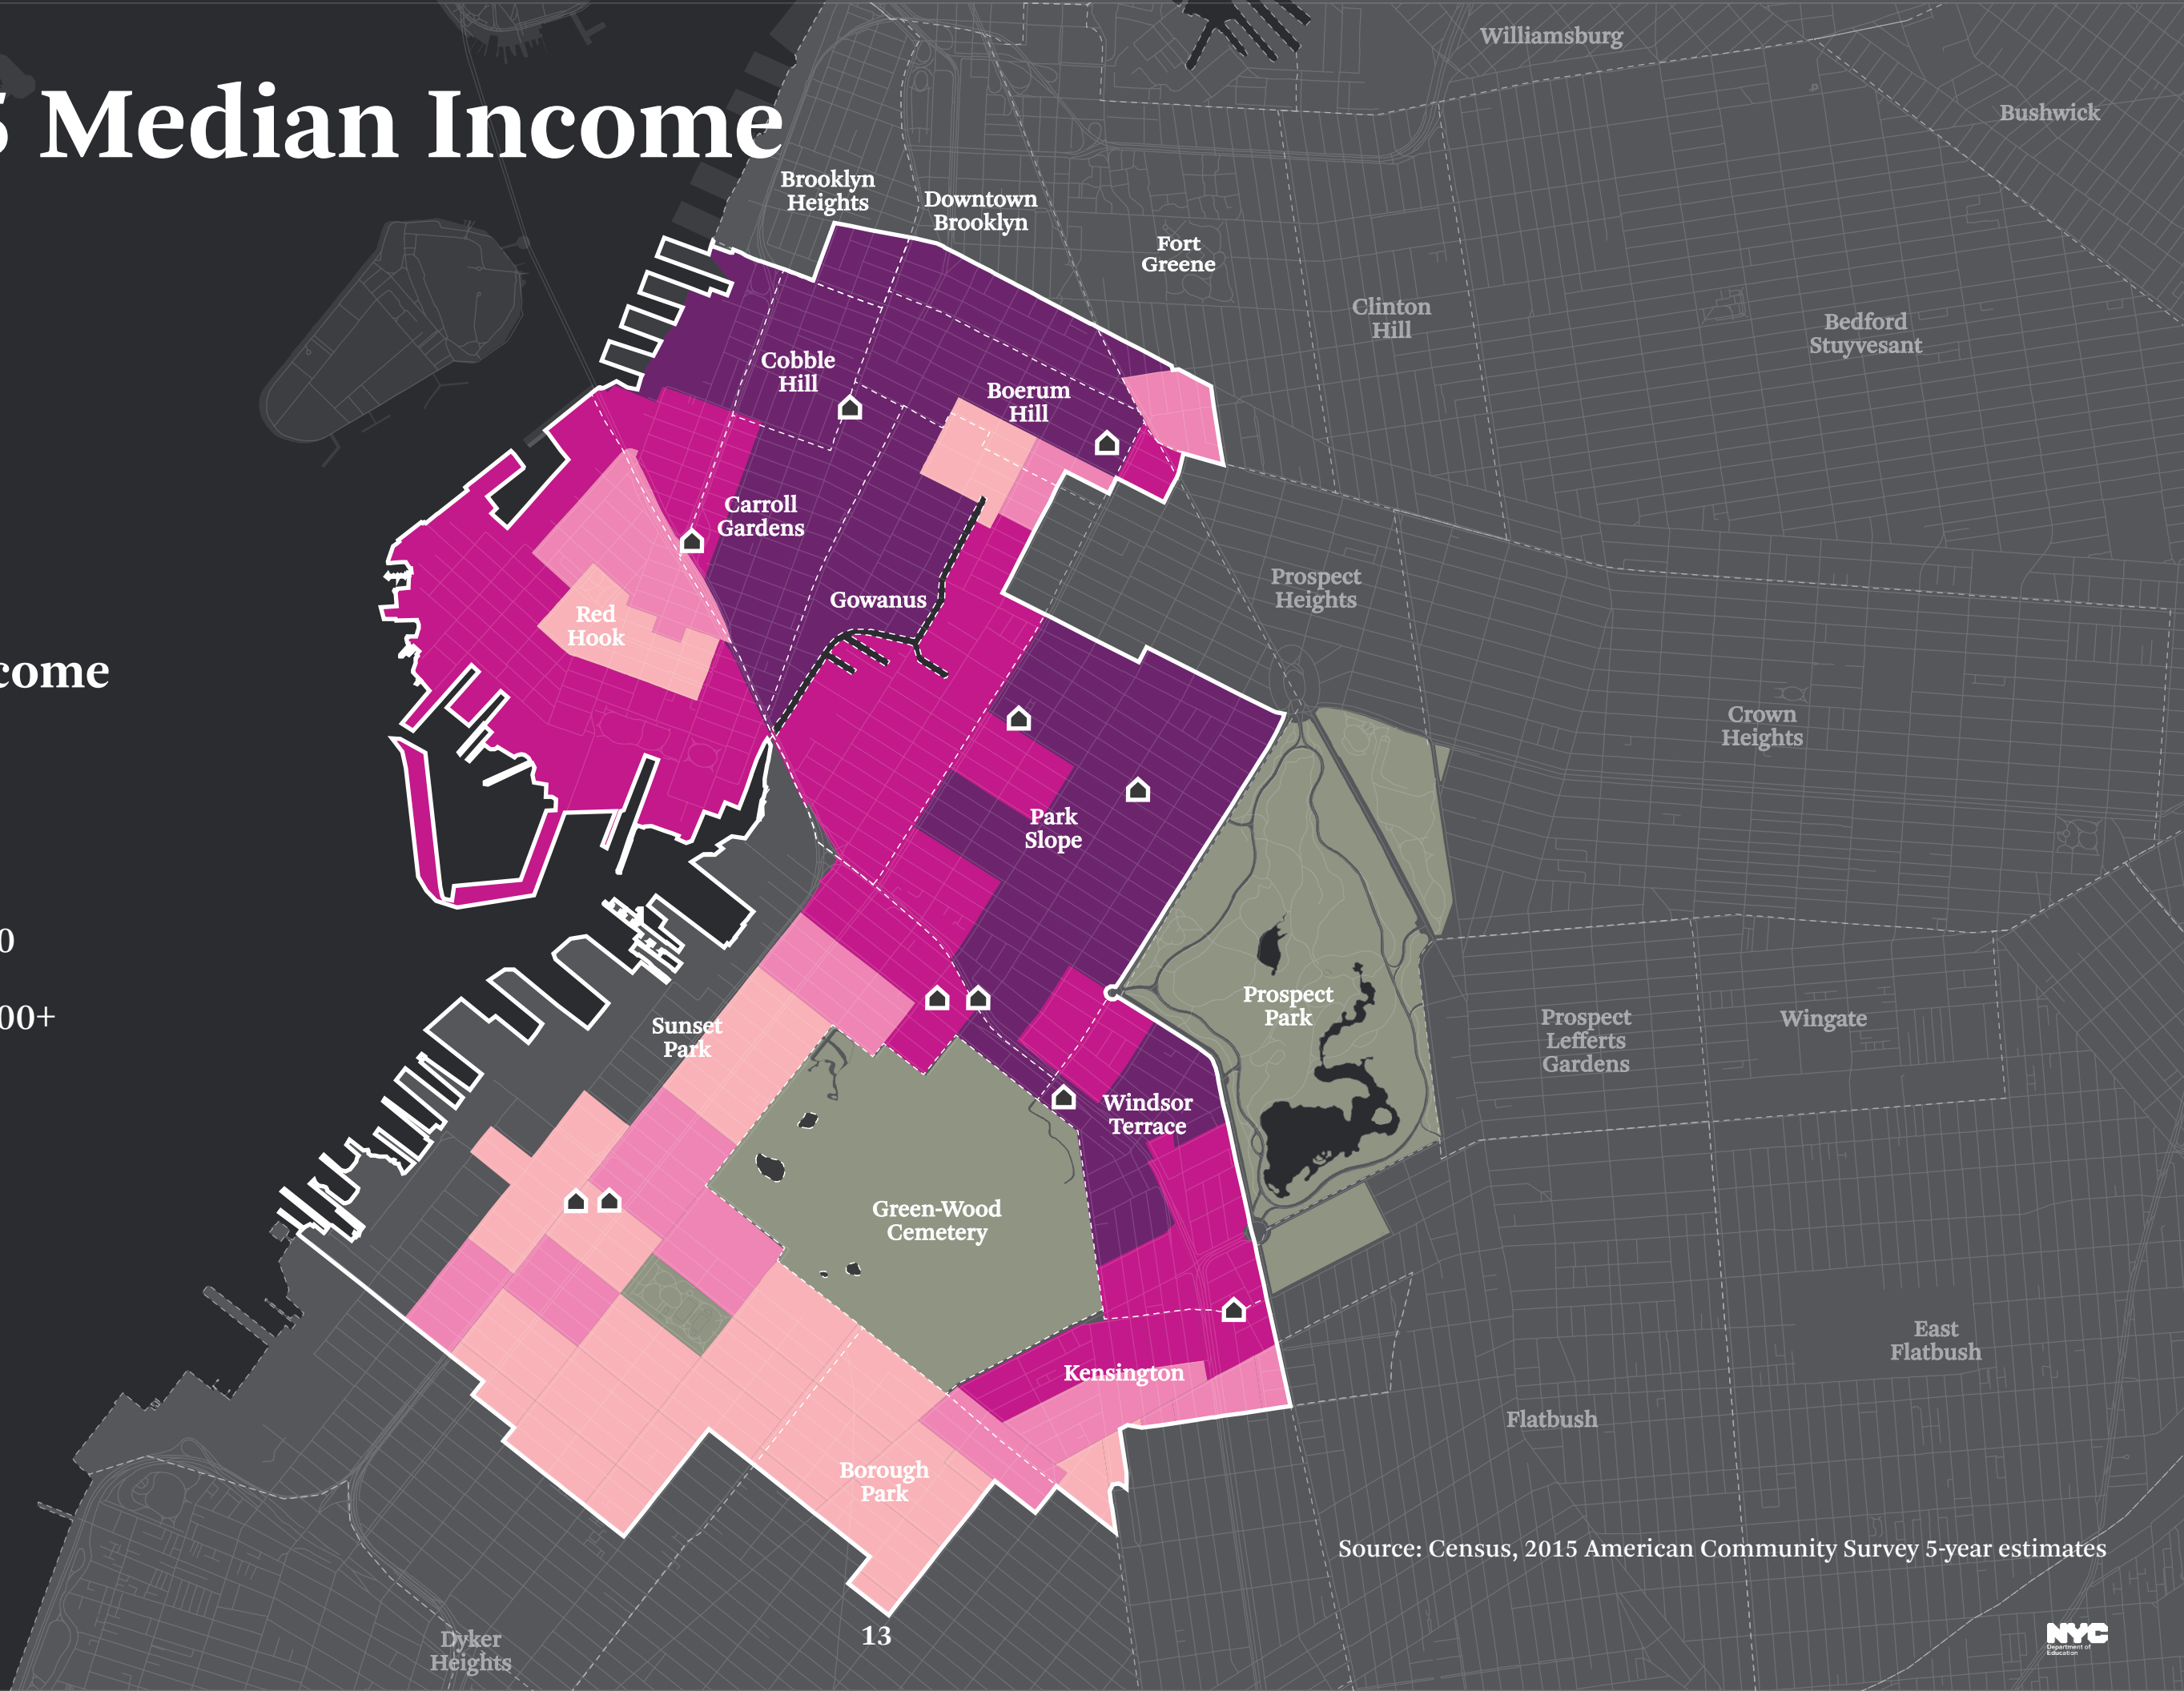 5 Median Income
Williamsburg
Bushwick
Brooklyn
Heights
Downtown
Brooklyn
Fort
Greene
Clinton
Hill
Bedford
Stuyvesant
Cobble
Hill
Boerum
Hill
Carroll
Gardens
Gowanus
Red
Hook
Prospect
Heights
come
Crown
Heights
Park
Slope
0
00+
Sunset
Park
Prospect
Park
Prospect
Lefferts
Gardens
Wingate
Windsor
Terrace
Green-Wood
Cemetery
East
Flatbush
Kensington
Flatbush
Borough
Park
Source: Census, 2015 American Community Survey 5-year estimates
13
Dyker
Heights
NYC
Department of
Education